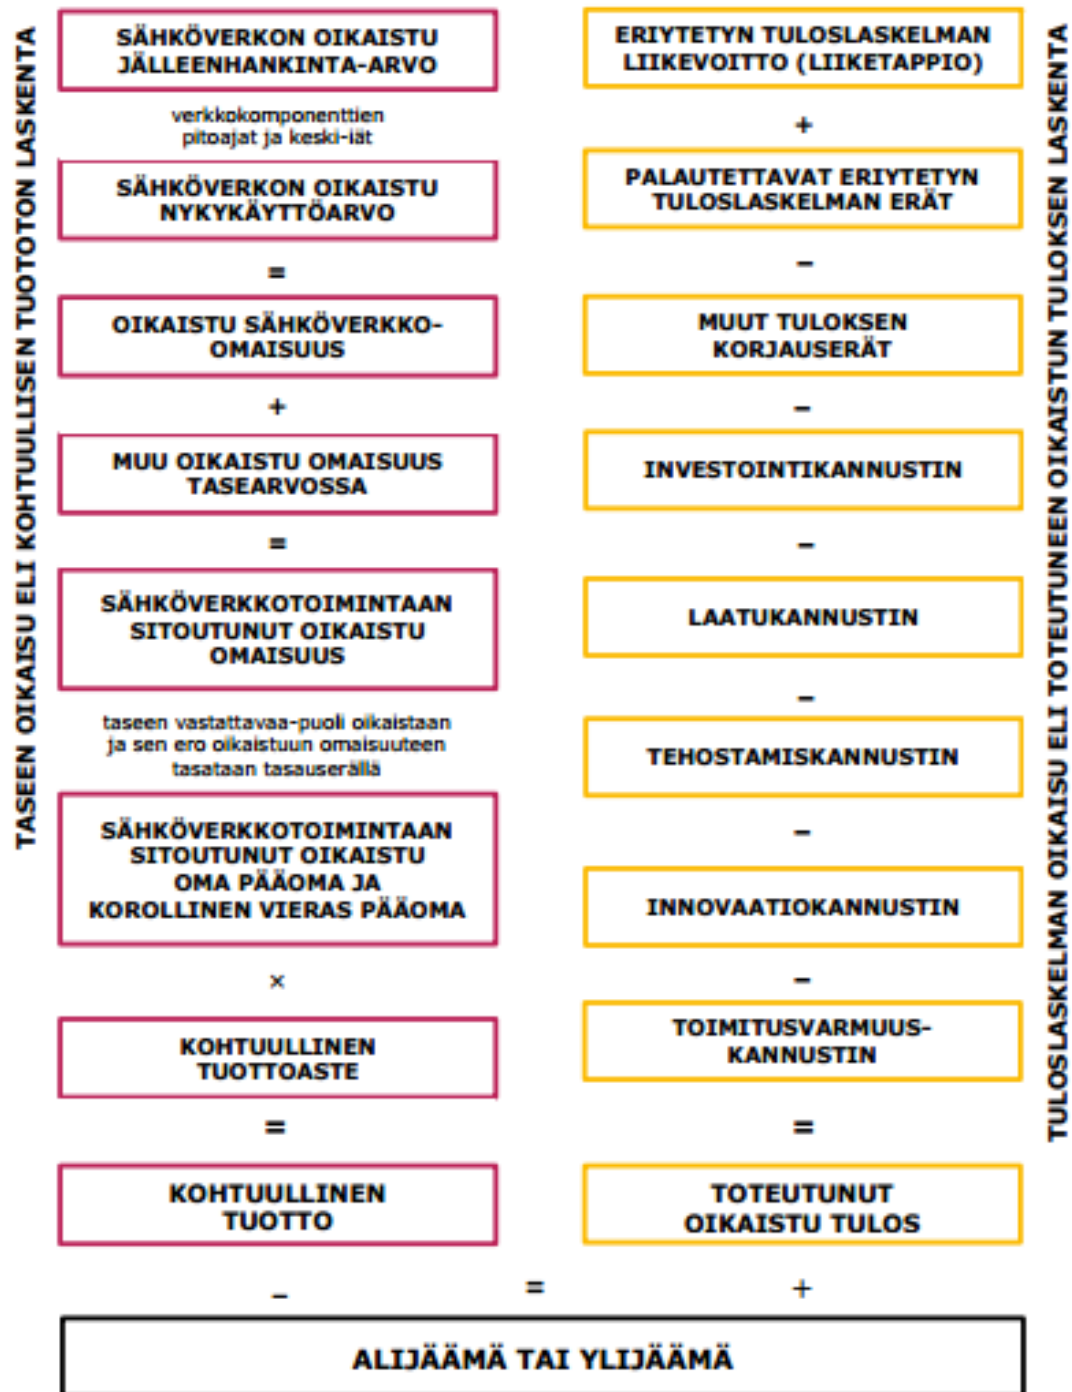 TASEEN OIKAISU ELI KOHTUULLISEN TUOTOTON LASKENTA
SÄHKÖVERKON OIKAISTU
JÄLLEENHANKINTA-ARVO
verkkokomponenttien
pitoajat ja keski-iät
SÄHKÖVERKON OIKAISTU
NYKYKÄYTTÖARVO
=
OIKAISTU SÄHKÖVERKKO-
OMAISUUS
+
MUU OIKAISTU OMAISUUS
TASEARVOSSA
=
SÄHKÖVERKKOTOIMINTAAN
SITOUTUNUT OIKAISTU
OMAISUUS
taseen vastattavaa-puoli oikaistaan
ja sen ero oikaistuun omaisuuteen
tasataan tasauserällä
SÄHKÖVERKKOTOIMINTAAN
SITOUTUNUT OIKAISTU
OMA PÄÄOMA JA
KOROLLINEN VIERAS PÄÄOMA
×
KOHTUULLINEN
TUOTTOASTE
=
KOHTUULLINEN
TUOTTO
ERIYTETYN TULOSLASKELMAN
LIIKEVOITTO (LIIKETAPPIO)
+
PALAUTETTAVAT ERIYTETYN
TULOSLASKELMAN ERÄT
–
MUUT TULOKSEN
KORJAUSERÄT
–
INVESTOINTIKANNUSTIN
–
LAATUKANNUSTIN
–
TEHOSTAMISKANNUSTIN
–
INNOVAATIOKANNUSTIN
–
TOIMITUSVARMUUS-
KANNUSTIN
=
TOTEUTUNUT
OIKAISTU TULOS
TULOSLASKELMAN OIKAISU ELI TOTEUTUNEEN OIKAISTUN TULOKSEN LASKENTA
– = +
ALIJÄÄMÄ TAI YLIJÄÄMÄ